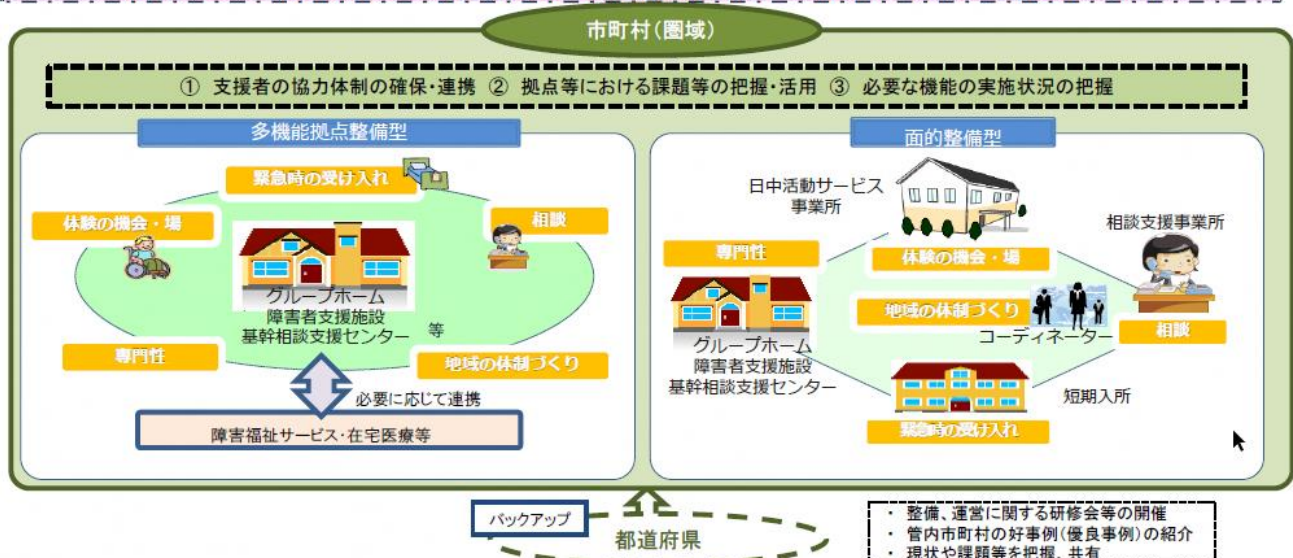 市町村(圏域)
① 支援者の協力体制の確保・連携 ② 拠点等における課題等の把握・活用 ③ 必要な機能の実施状況の把握
多機能拠点整備型
緊急時の受け入れ
体験の機会・場
相談
グループホーム
障害者支援施設
基幹相談支援センター 等
専門性
地域の体制づくり
必要に応じて連携
障害福祉サービス・在宅医療等
面的整備型
日中活動サービス
事業所
相談支援事業所
専門性
体験の機会・場
地域の体制づくり
コーディネーター
相談
グループホーム
障害者支援施設
基幹相談支援センター
短期入所
緊急時の受け入れ
バックアップ
都道府県
・ 整備、運営に関する研修会等の開催
・ 管内市町村の好事例(優良事例)の紹介
・ 現状や課題等を把握、共有